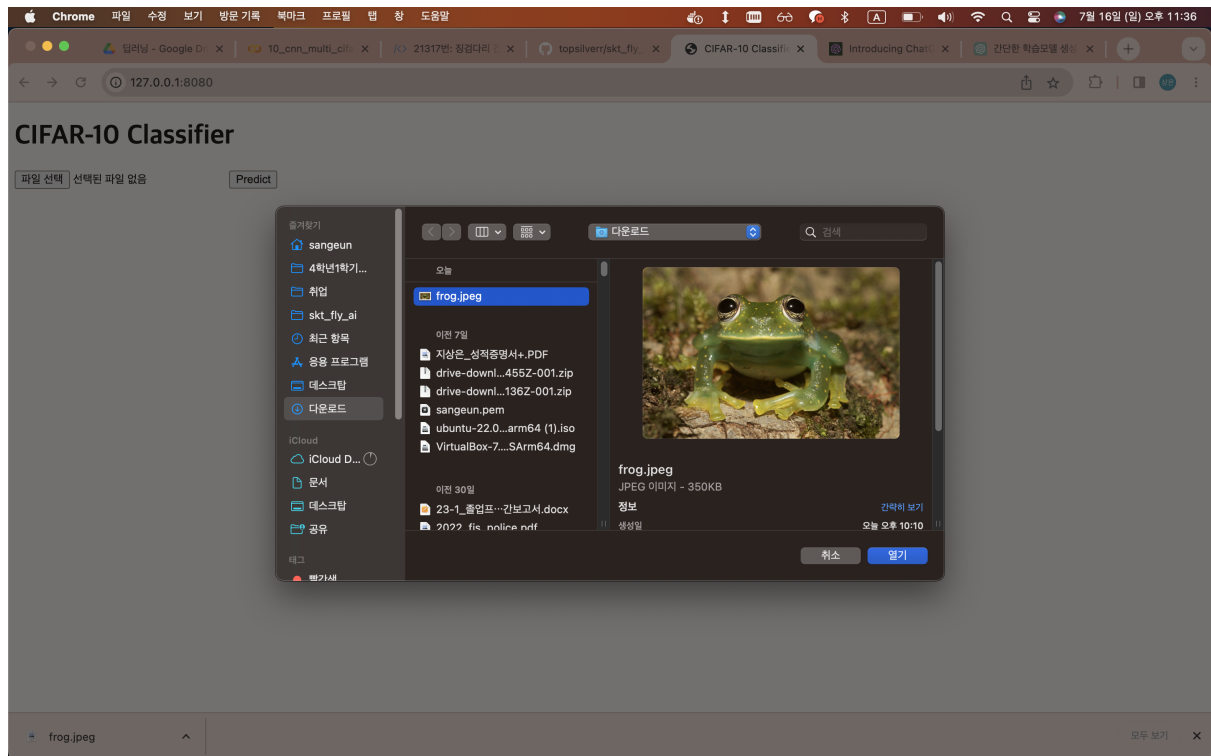 Chrome 파일 수정 보기 방문 기록 북마크 프로필 탭 창 도움말 A 7월 16일 (일) 오후 11:36
딥러닝 - Google D 10_cnn_multi_cifa 21317번: 징검다리 topsilverr/skt_fly_ CIFAR-10 Classifi Introducing Chat 간단한 학습모델 생성
127.0.0.1:8080
CIFAR-10 Classifier
파일 선택 선택된 파일 없음 Predict
즐겨찾기
sangeun
4학년1학기...
취업
skt_fly_ai
최근 항목
응용 프로그램
데스크탑
다운로드
iCloud
iCloud D...
문서
데스크탑
공유
태그
빨간색
다운로드
검색
오늘
frog.jpeg
이전 7일
지상은_성적증명서+.PDF
drive-downl...455Z-001.zip
drive-downl...136Z-001.zip
sangeun.pem
ubuntu-22.0...arm64 (1).iso
VirtualBox-7....SArm64.dmg
이전 30일
23-1_졸업프…간보고서.docx
2022_fis_police.pdf
frog.jpeg
JPEG 이미지 - 350KB
정보 간략히 보기
생성일 오늘 오후 10:10
취소 열기
frog.jpeg 모두 보기